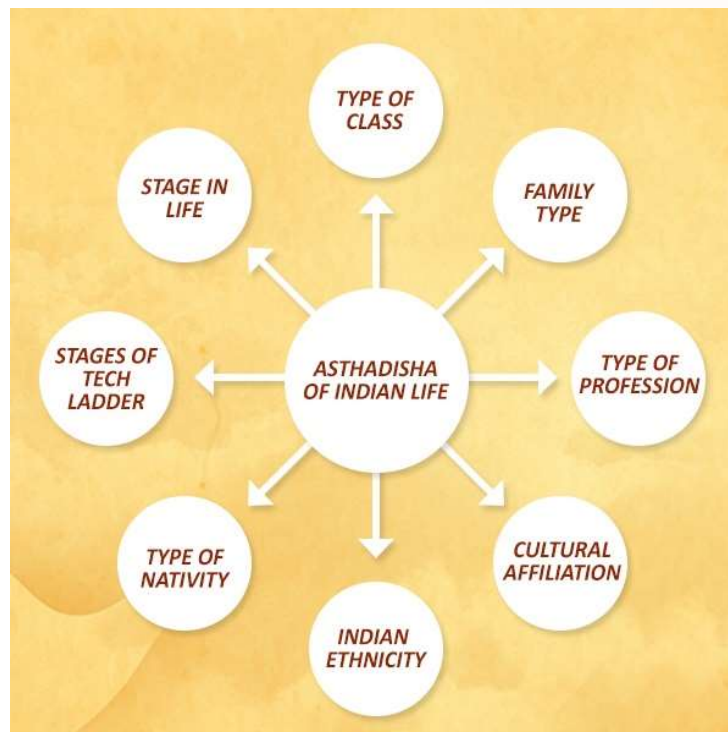 TYPE OF
CLASS
STAGE IN
LIFE
FAMILY
TYPE
STAGES OF
TECH
LADDER
ASTHADISHA
OF INDIAN LIFE
TYPE OF
PROFESSION
TYPE OF
NATIVITY
CULTURAL
AFFILIATION
INDIAN
ETHNICITY